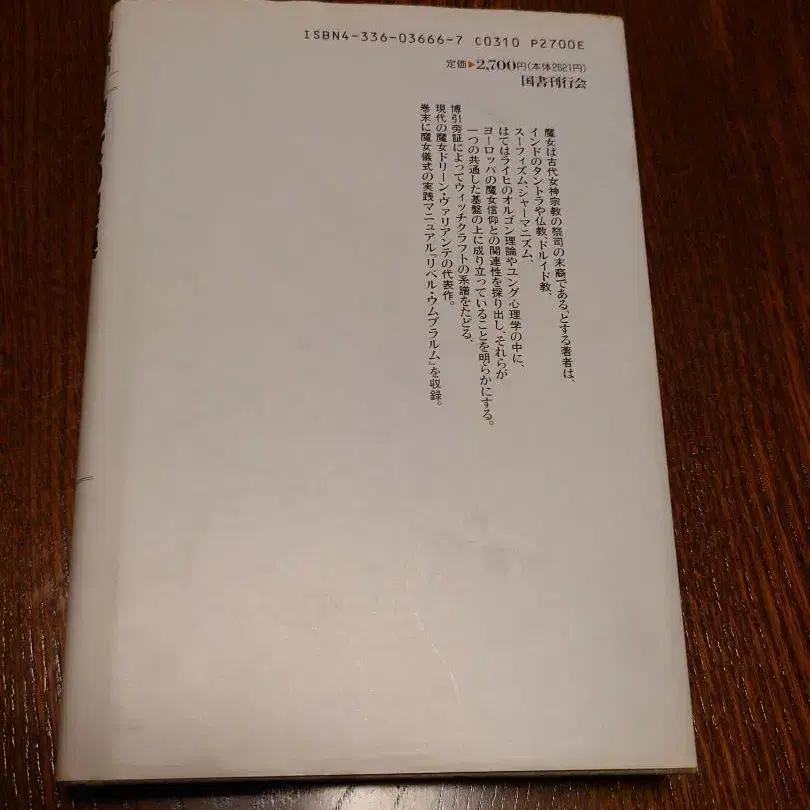 ISBN4-336-03666-7 C0310 P2700E
定価▶2,700円(本体2621円)
国書刊行会
魔女は古代女神宗教の祭司の末裔である、とする著者は、
インドのタントラや仏教、ドルイド教、
スーフィズム、シャーマニズム、
はてはライヒのオルゴン理論やユング心理学の中に、
ヨーロッパの魔女信仰との関連性を探り出し、それらが
一つの共通した基盤の上に成り立っていることを明らかにする。
博引旁証によってウィッチクラフトの系譜をたどる、
現代の魔女ドリーン・ヴァリアンテの代表作。
巻末に魔女儀式の実践マニュアル『リベル・ウムブラルム』を収録。